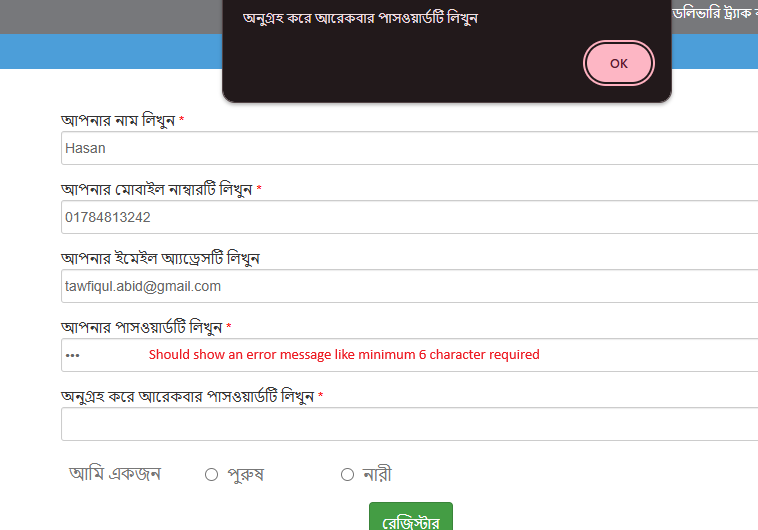 অনুগ্রহ করে আরেকবার পাসওয়ার্ডটি লিখুন
ডেলিভারি ট্র্যাক
OK
আপনার নাম লিখুন *
Hasan
আপনার মোবাইল নাম্বারটি লিখুন *
01784813242
আপনার ইমেইল অ্যাড্রেসটি লিখুন
tawfiqul.abid@gmail.com
আপনার পাসওয়ার্ডটি লিখুন *
••• Should show an error message like minimum 6 character required
অনুগ্রহ করে আরেকবার পাসওয়ার্ডটি লিখুন *
আমি একজন পুরুষ নারী
রেজিস্টার